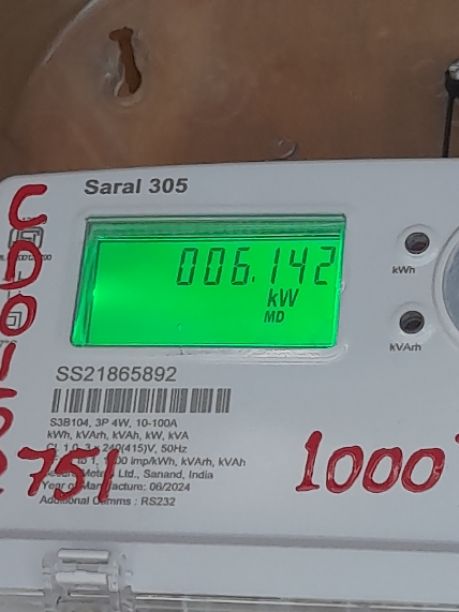 Saral 305
006.142
kW
MD
kWh
kVArh
SS21865892
S3B104, 3P 4W, 10-100A
kWh, kVArh, kVAh, kW, kVA
240(415)V, 50Hz
imp/kWh, kVArh, kVAh
Ltd., Sanand, India
Year of Manufacture: 06/2024
Additional Comms : RS232
751
1000